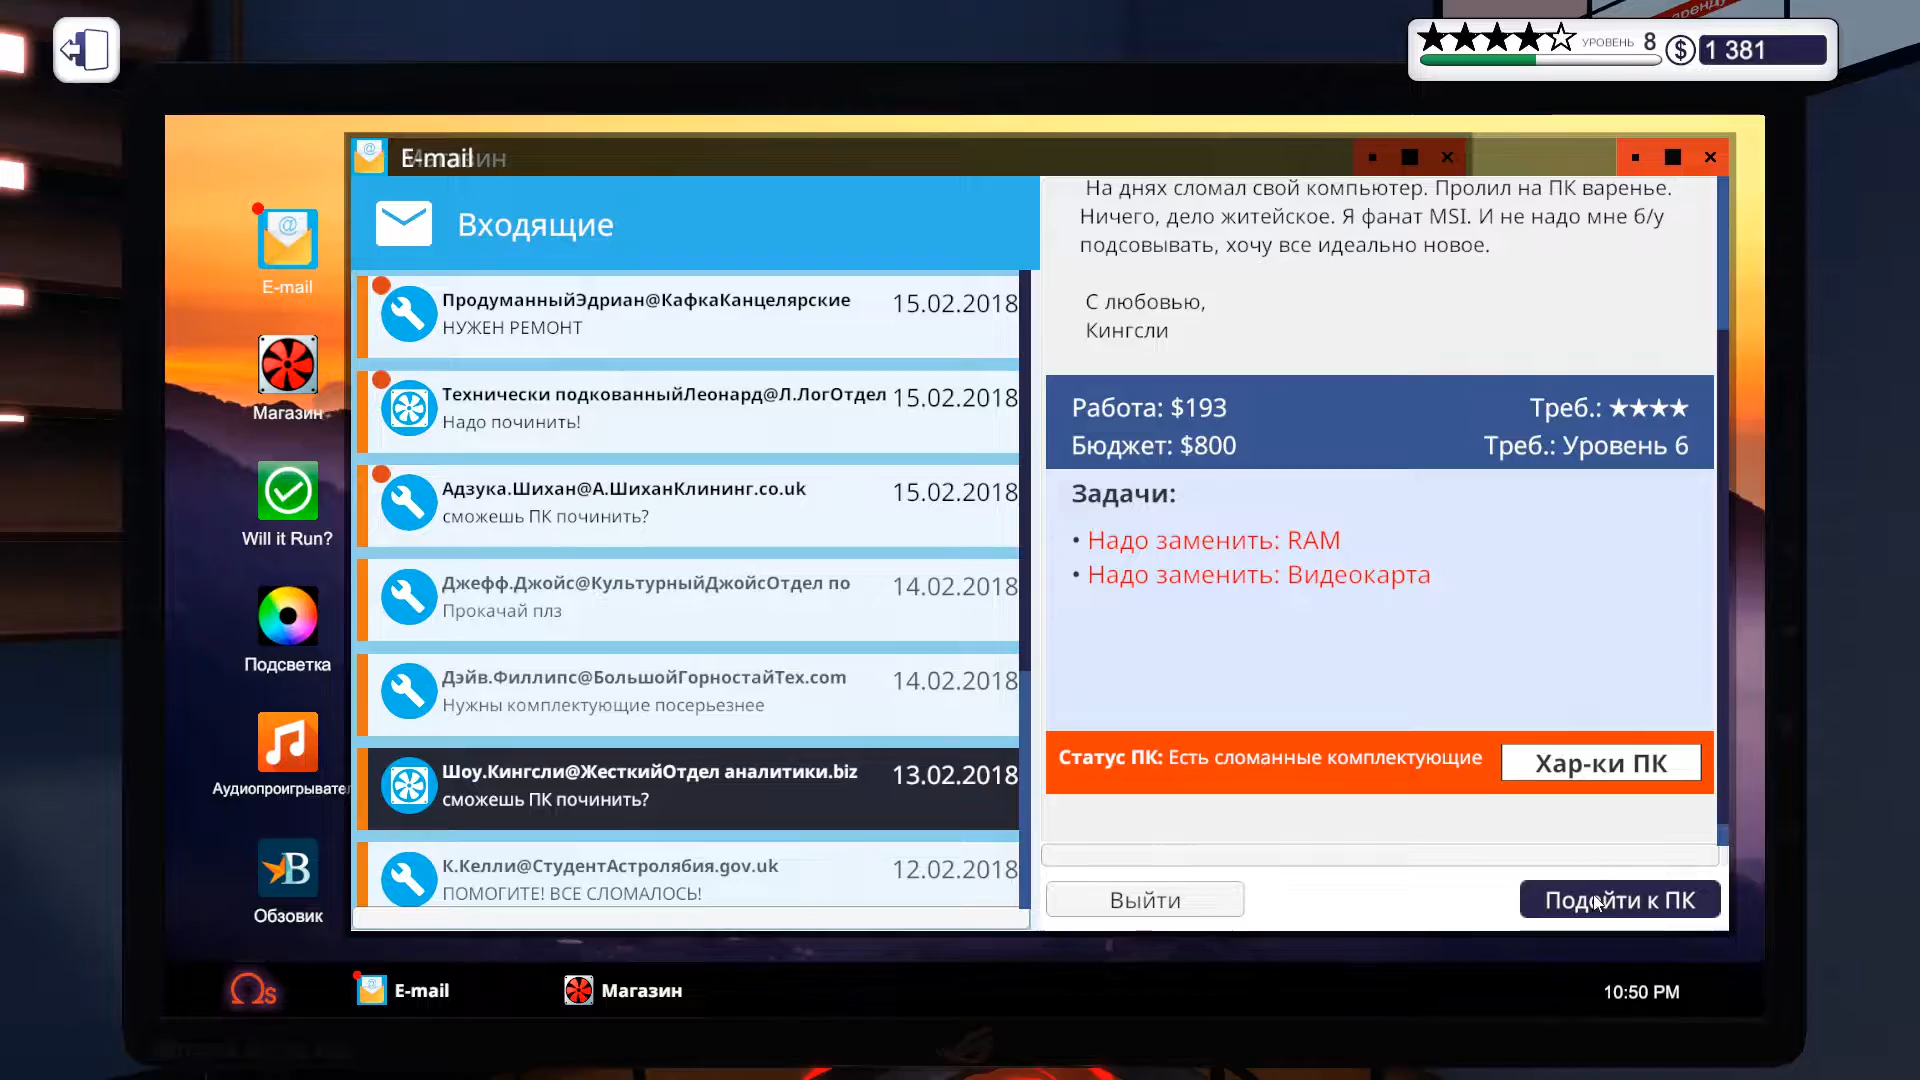 УРОВЕНЬ 8
$ 1 381
E-mail
Магазин
E-mail
Магазин
Will it Run?
Подсветка
Аудиопроигрывате
Обзовик
Входящие
ПродуманныйЭдриан@КафкаКанцелярские 15.02.2018
НУЖЕН РЕМОНТ
Технически подкованныйЛеонард@Л.ЛогОтдел 15.02.2018
Надо починить!
Адзука.Шихан@А.ШиханКлининг.co.uk 15.02.2018
сможешь ПК починить?
Джефф.Джойс@КультурныйДжойсОтдел по 14.02.2018
Прокачай плз
Дэйв.Филлипс@БольшойГорностайТех.com 14.02.2018
Нужны комплектующие посерьезнее
Шоу.Кингсли@ЖесткийОтдел аналитики.biz 13.02.2018
сможешь ПК починить?
К.Келли@СтудентАстролябия.gov.uk 12.02.2018
ПОМОГИТЕ! ВСЕ СЛОМАЛОСЬ!
На днях сломал свой компьютер. Пролил на ПК варенье.
Ничего, дело житейское. Я фанат MSI. И не надо мне б/у
подсовывать, хочу все идеально новое.
С любовью,
Кингсли
Работа: $193 Треб.: ★★★★
Бюджет: $800 Треб.: Уровень 6
Задачи:
• Надо заменить: RAM
• Надо заменить: Видеокарта
Статус ПК: Есть сломанные комплектующие Хар-ки ПК
Выйти Подойти к ПК
Ωs E-mail Магазин 10:50 PM